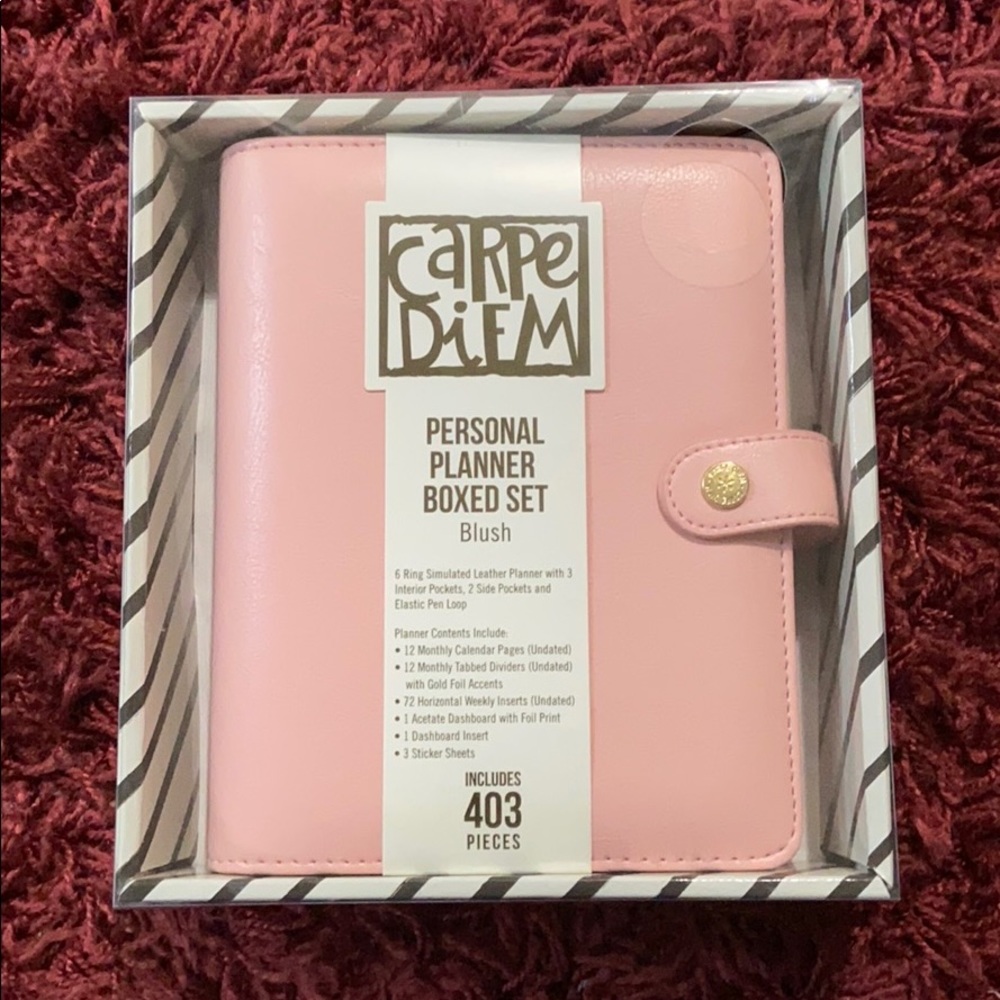 CARPE
DiEM
PERSONAL
PLANNER
BOXED SET
Blush
6 Ring Simulated Leather Planner with 3
Interior Pockets, 2 Side Pockets and
Elastic Pen Loop
Planner Contents Include:
• 12 Monthly Calendar Pages (Undated)
• 12 Monthly Tabbed Dividers (Undated)
with Gold Foil Accents
• 72 Horizontal Weekly Inserts (Undated)
• 1 Acetate Dashboard with Foil Print
• 1 Dashboard Insert
• 3 Sticker Sheets
INCLUDES
403
PIECES